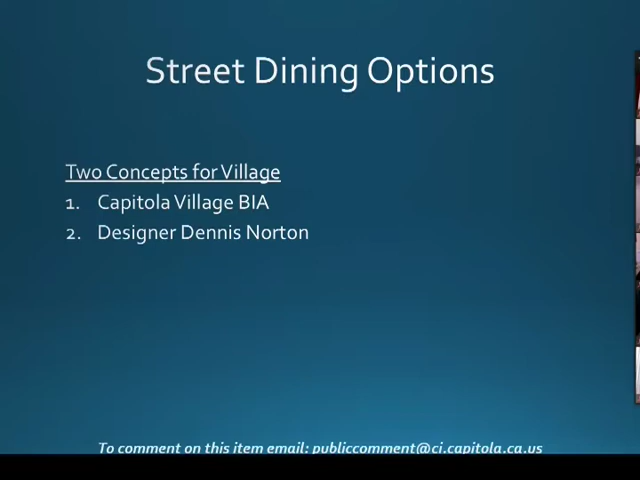 Street Dining Options
Two Concepts for Village
1. Capitola Village BIA
2. Designer Dennis Norton
To comment on this item email: publiccomment@ci.capitola.ca.us